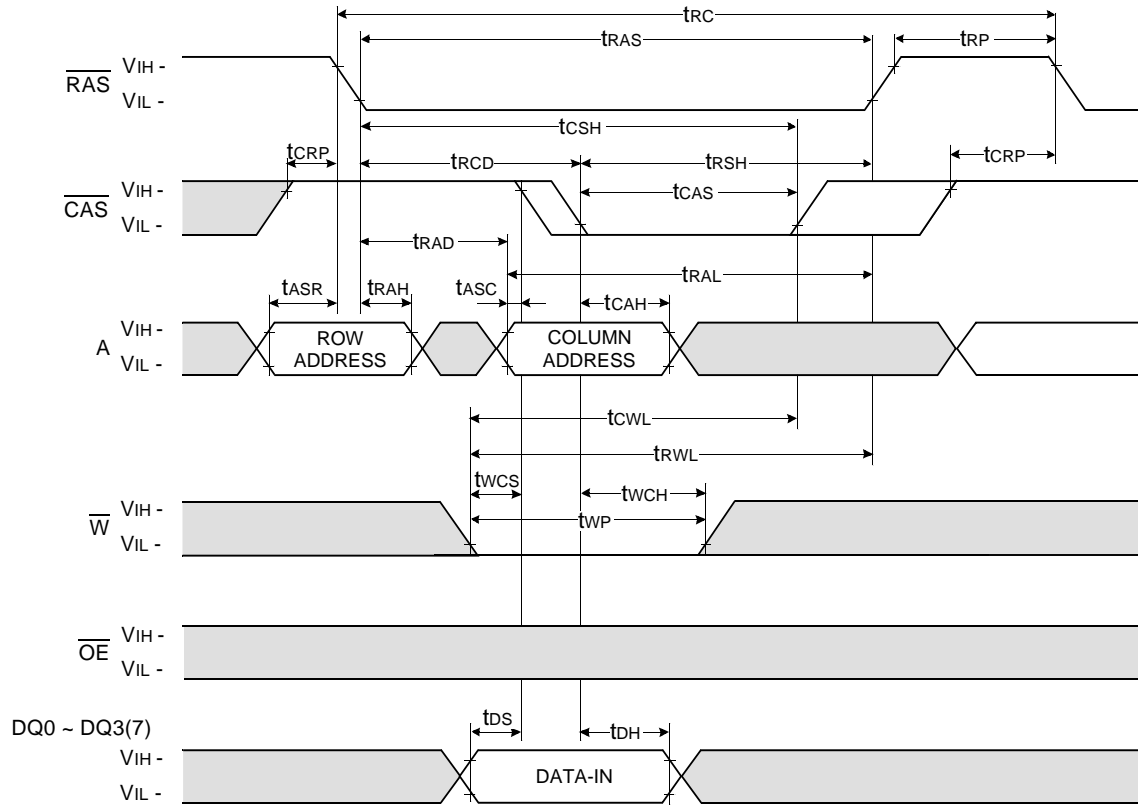 tRC
tRAS
tRP
RAS
VIH -
VIL -
tCSH
tCRP
tRCD
tRSH
tCRP
CAS
VIH -
VIL -
tCAS
tRAD
tRAL
tASR
tRAH
tASC
tCAH
A
VIH -
VIL -
ROW
ADDRESS
COLUMN
ADDRESS
tCWL
tRWL
tWCS
tWCH
W
VIH -
VIL -
tWP
OE
VIH -
VIL -
DQ0 ~ DQ3(7)
tDS
tDH
VIH -
VIL -
DATA-IN